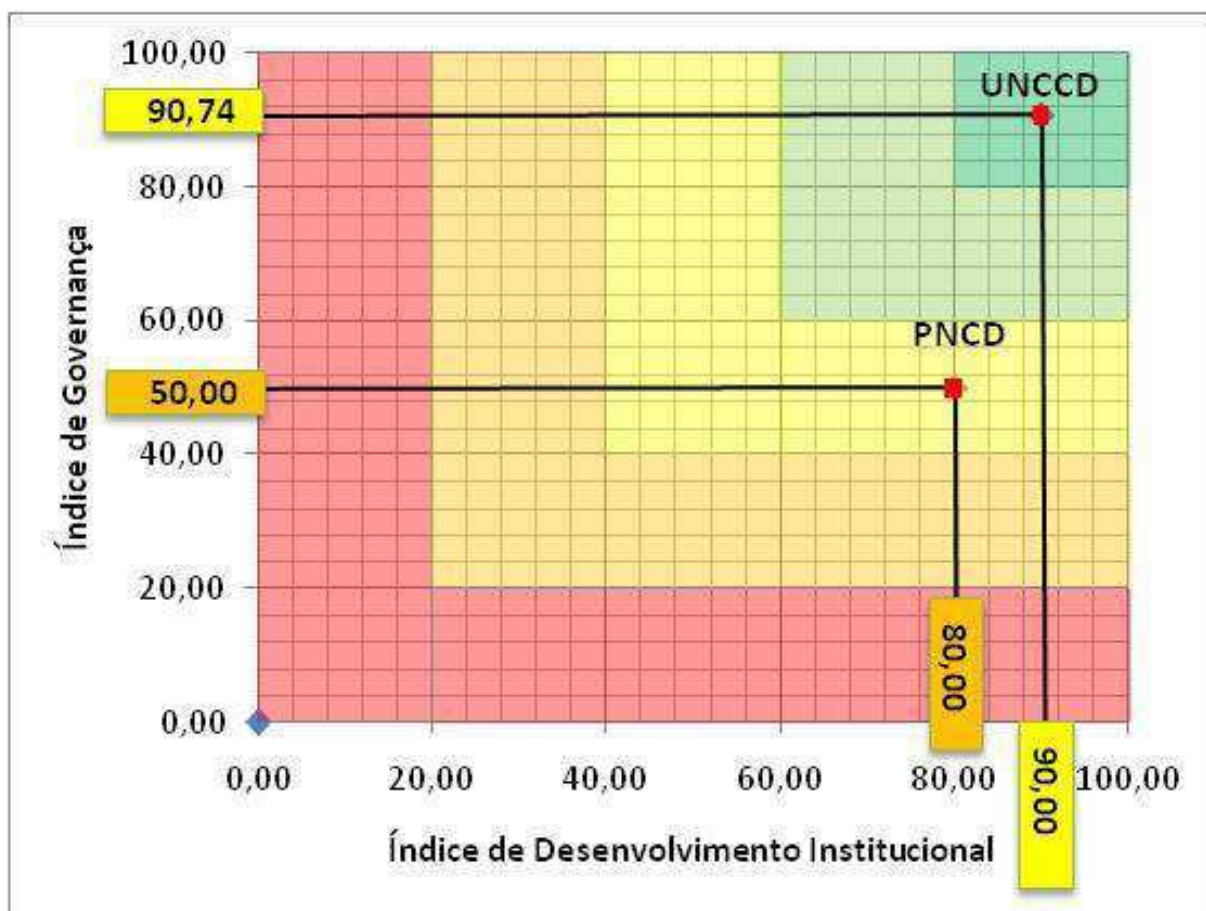 100,00
UNCCD
90,74
80,00
60,00
PNCD
50,00
40,00
20,00
0,00
Índice de Governança
80,00
90,00
0,00 20,00 40,00 60,00 80,00 100,00
Índice de Desenvolvimento Institucional